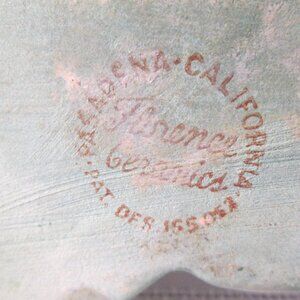 PASADENA · CALIFORNIA
Florence
Ceramics
· PAT. DES.